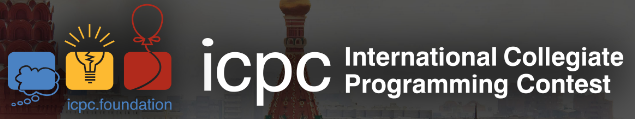 icpc
International Collegiate
Programming Contest
icpc.foundation